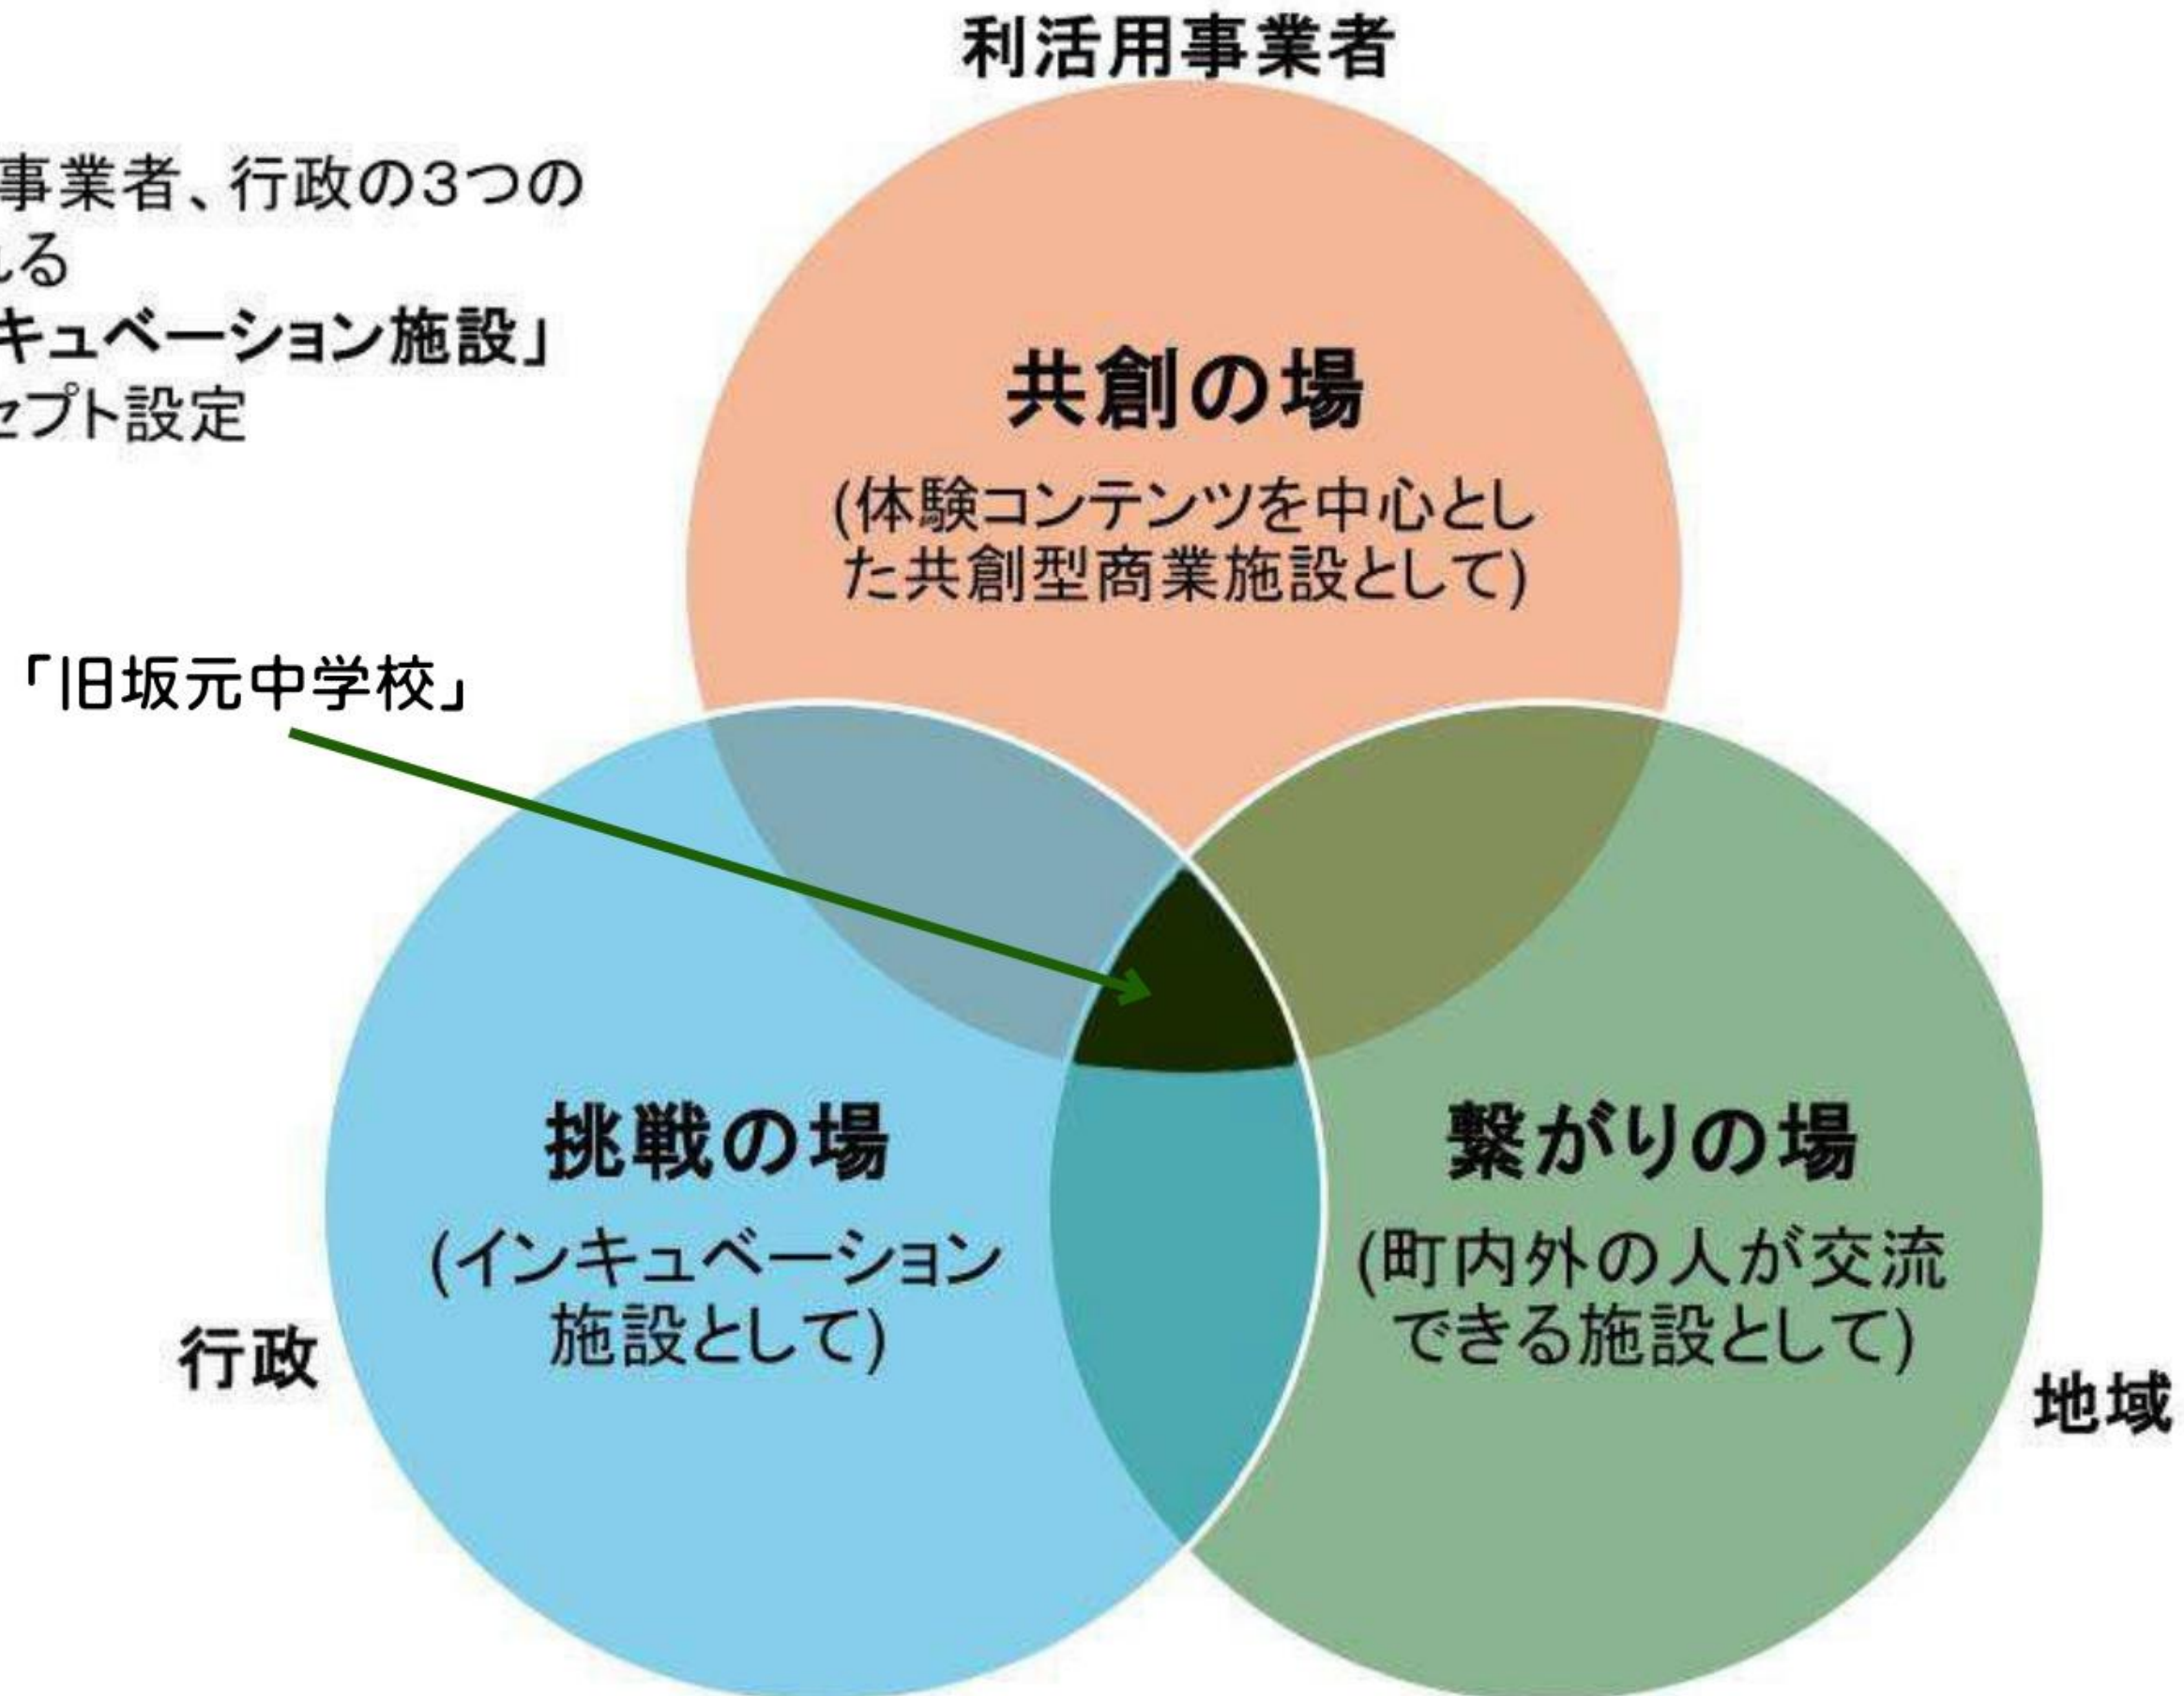 利活用事業者
事業者、行政の3つの
る
キュベーション施設」
セプト設定
共創の場
(体験コンテンツを中心とし
た共創型商業施設として)
「旧坂元中学校」
挑戦の場
(インキュベーション
施設として)
行政
繋がりの場
(町内外の人が交流
できる施設として)
地域